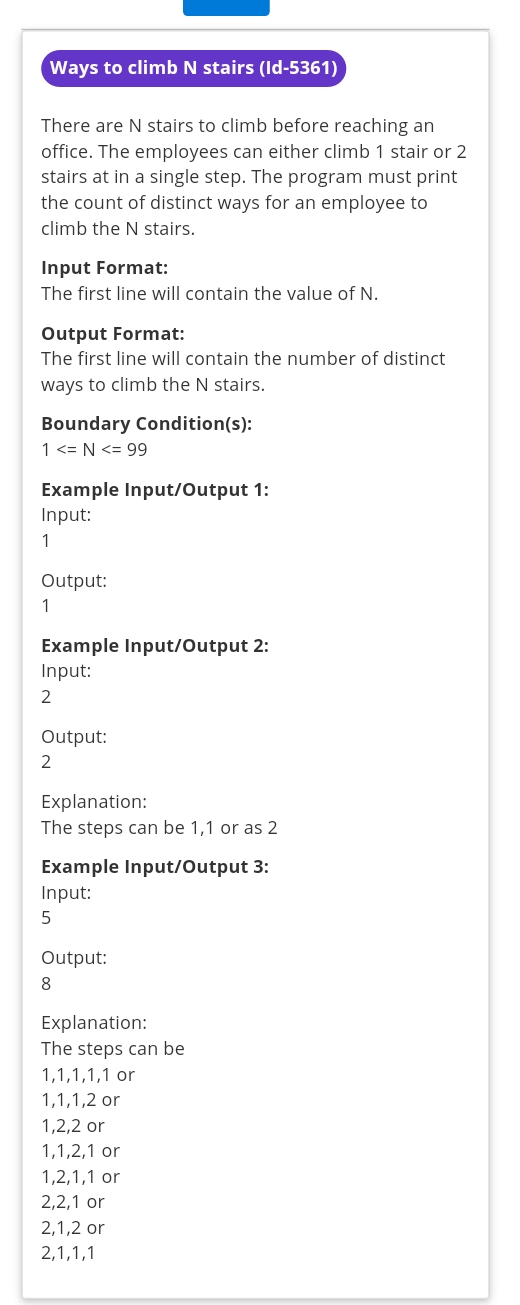 Ways to climb N stairs (Id-5361)
There are N stairs to climb before reaching an
office. The employees can either climb 1 stair or 2
stairs at in a single step. The program must print
the count of distinct ways for an employee to
climb the N stairs.
Input Format:
The first line will contain the value of N.
Output Format:
The first line will contain the number of distinct
ways to climb the N stairs.
Boundary Condition(s):
1 <= N <= 99
Example Input/Output 1:
Input:
1
Output:
1
Example Input/Output 2:
Input:
2
Output:
2
Explanation:
The steps can be 1,1 or as 2
Example Input/Output 3:
Input:
5
Output:
8
Explanation:
The steps can be
1,1,1,1,1 or
1,1,1,2 or
1,2,2 or
1,1,2,1 or
1,2,1,1 or
2,2,1 or
2,1,2 or
2,1,1,1